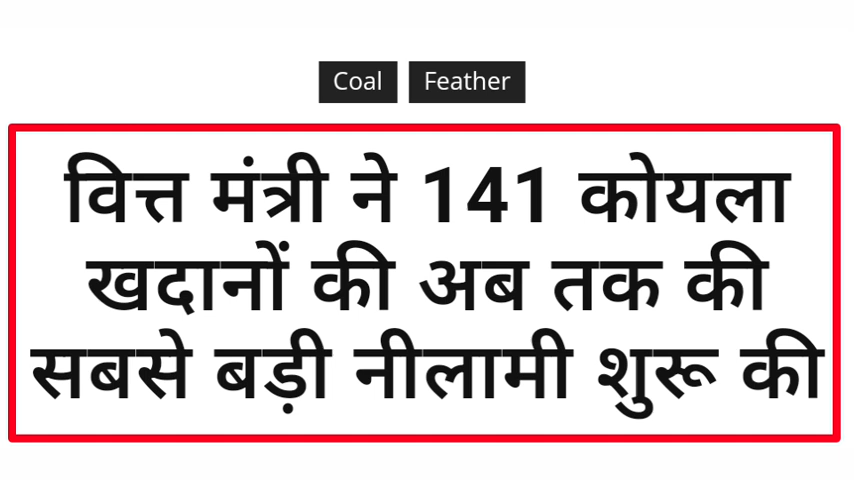 Coal Feather
वित्त मंत्री ने 141 कोयला
खदानों की अब तक की
सबसे बड़ी नीलामी शुरू की